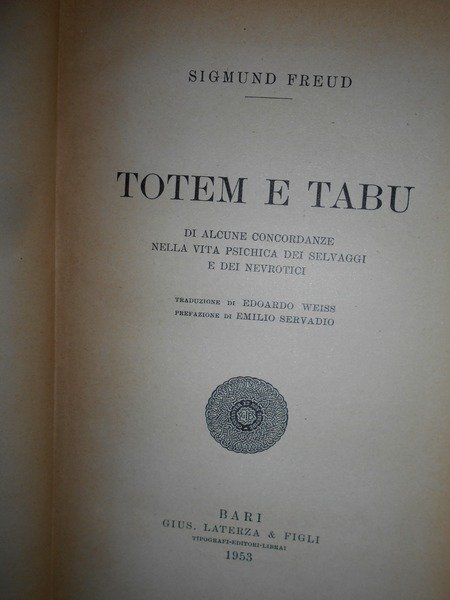 SIGMUND FREUD
TOTEM E TABU
DI ALCUNE CONCORDANZE
NELLA VITA PSICHICA DEI SELVAGGI
E DEI NEVROTICI
TRADUZIONE DI EDOARDO WEISS
PREFAZIONE DI EMILIO SERVADIO
BARI
GIUS. LATERZA & FIGLI
TIPOGRAFI-EDITORI-LIBRAI
1953